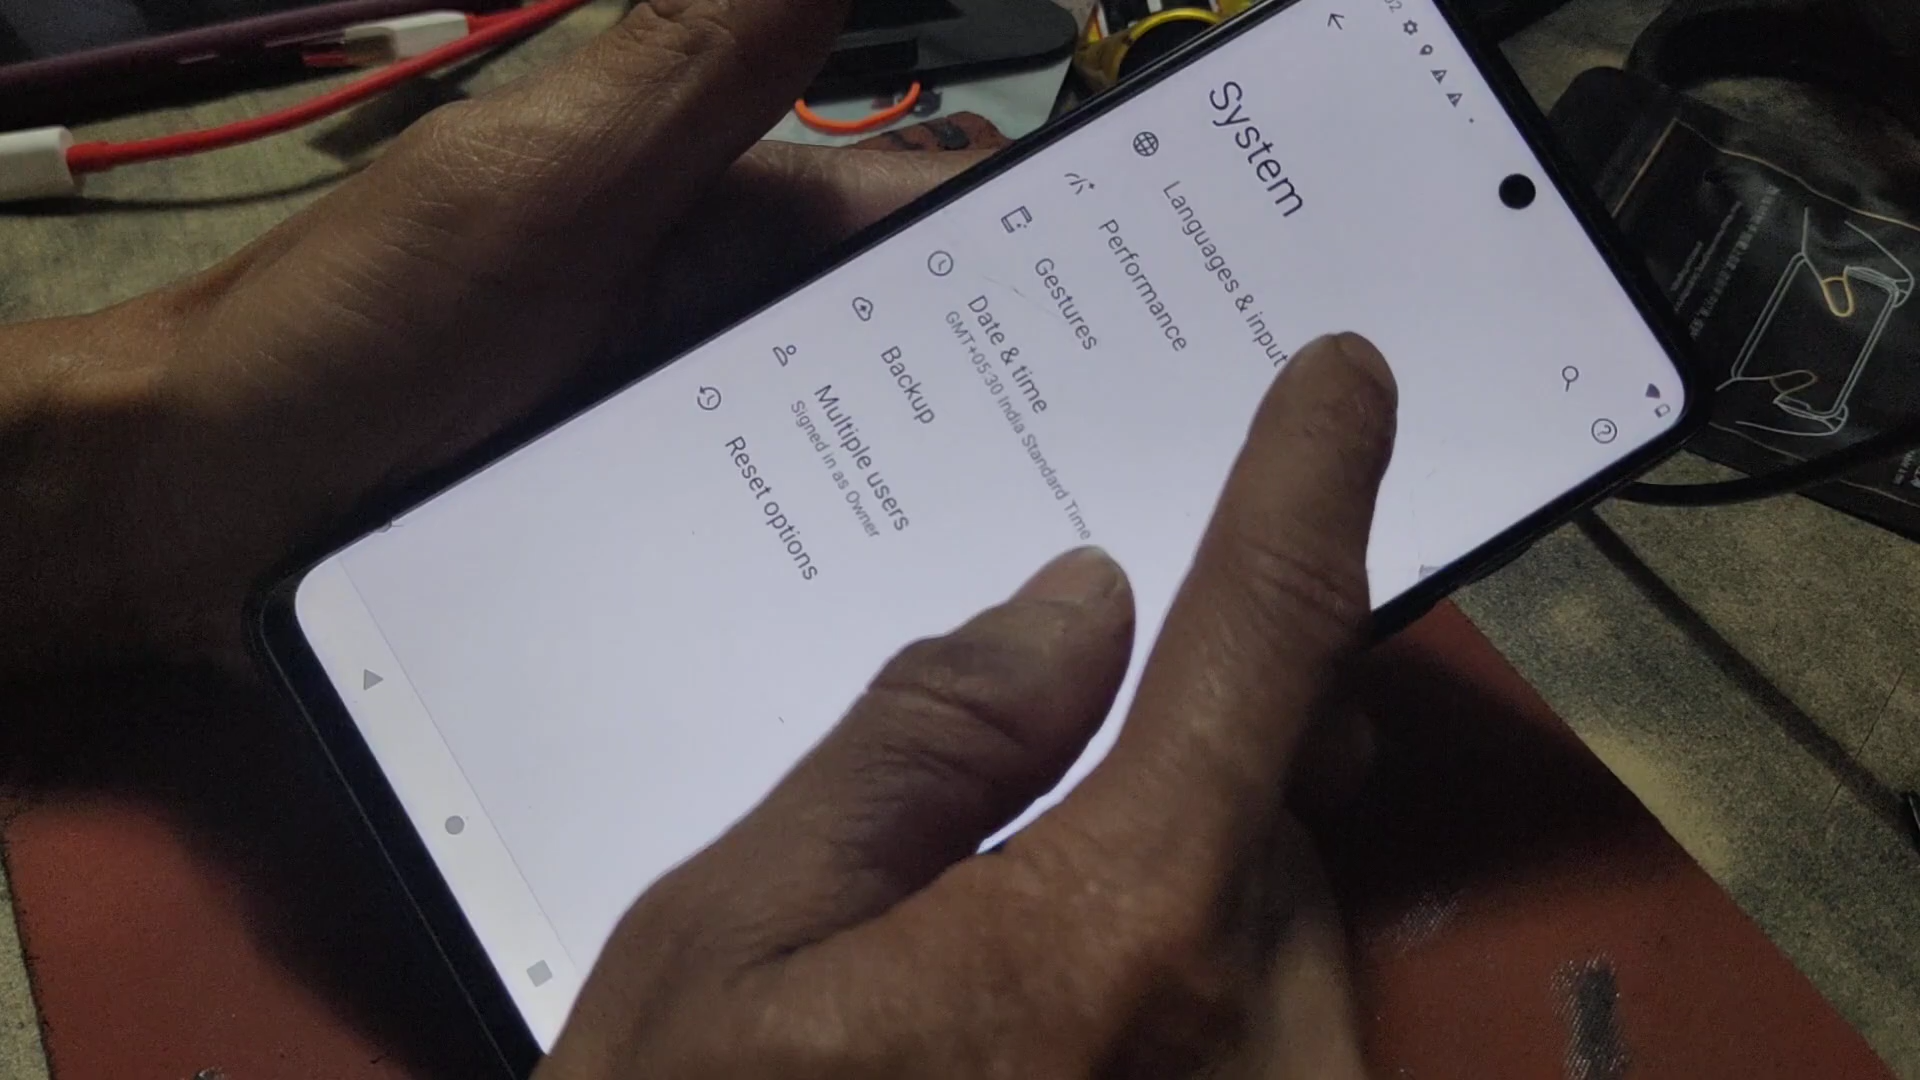 System
Languages & input
Performance
Gestures
Date & time
GMT+05:30 India Standard Time
Backup
Multiple users
Signed in as Owner
Reset options